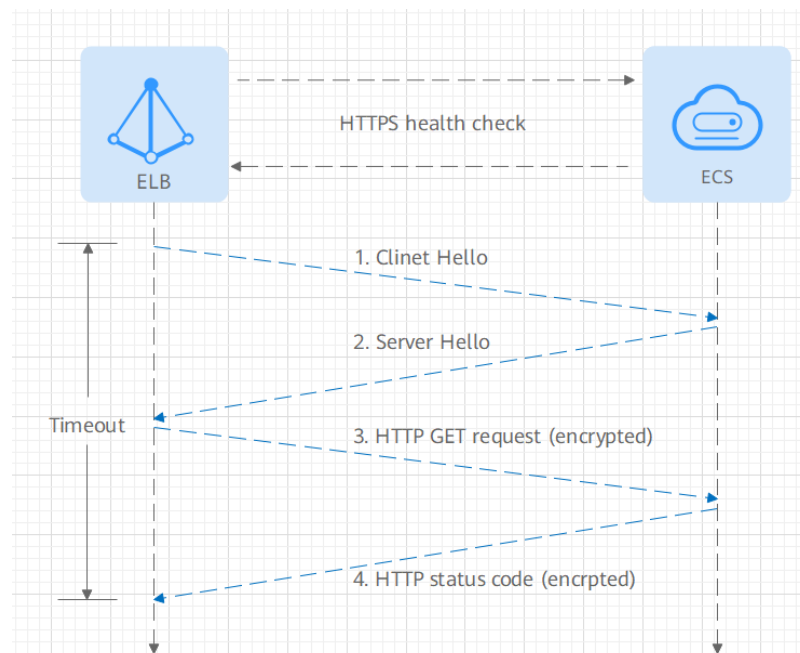 HTTPS health check
ELB
ECS
1. Clinet Hello
2. Server Hello
Timeout
3. HTTP GET request (encrypted)
4. HTTP status code (encrpted)